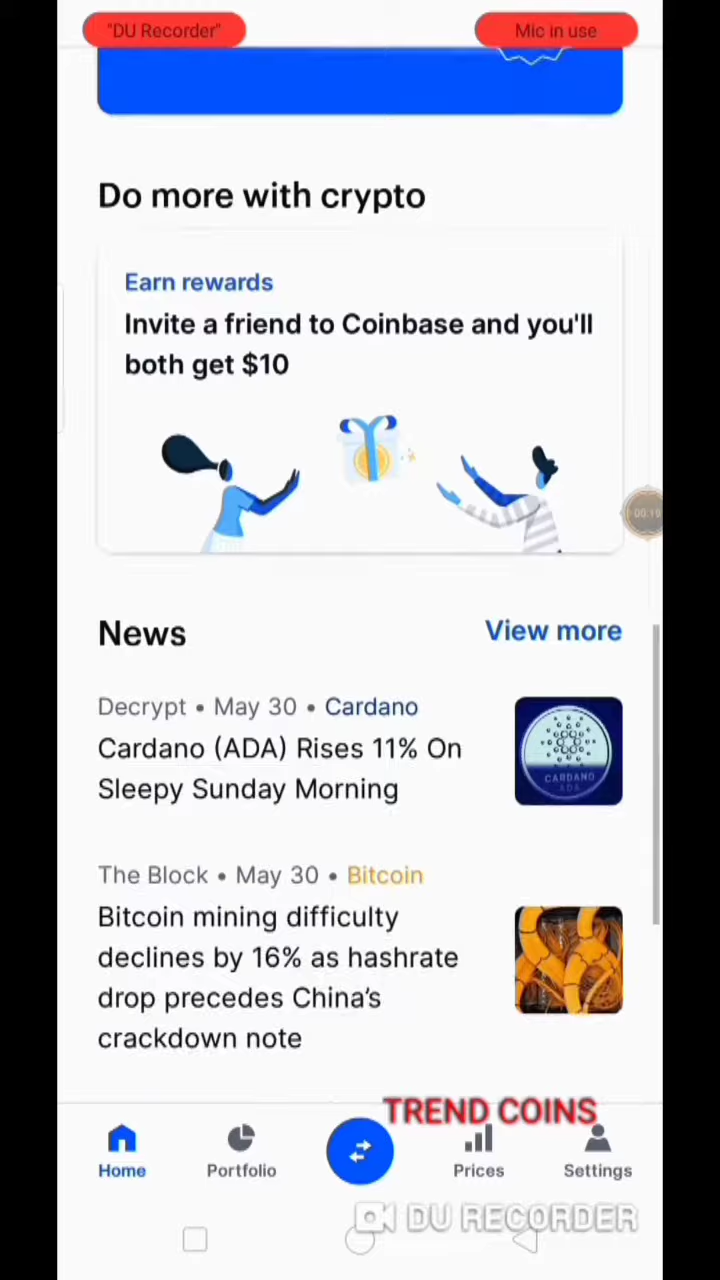 "DU Recorder"
Mic in use
Do more with crypto
Earn rewards
Invite a friend to Coinbase and you'll
both get $10
News
View more
Decrypt • May 30 • Cardano
Cardano (ADA) Rises 11% On
Sleepy Sunday Morning
CARDANO
ADA
The Block • May 30 • Bitcoin
Bitcoin mining difficulty
declines by 16% as hashrate
drop precedes China's
crackdown note
TREND COINS
Home
Portfolio
Prices
Settings
DU RECORDER